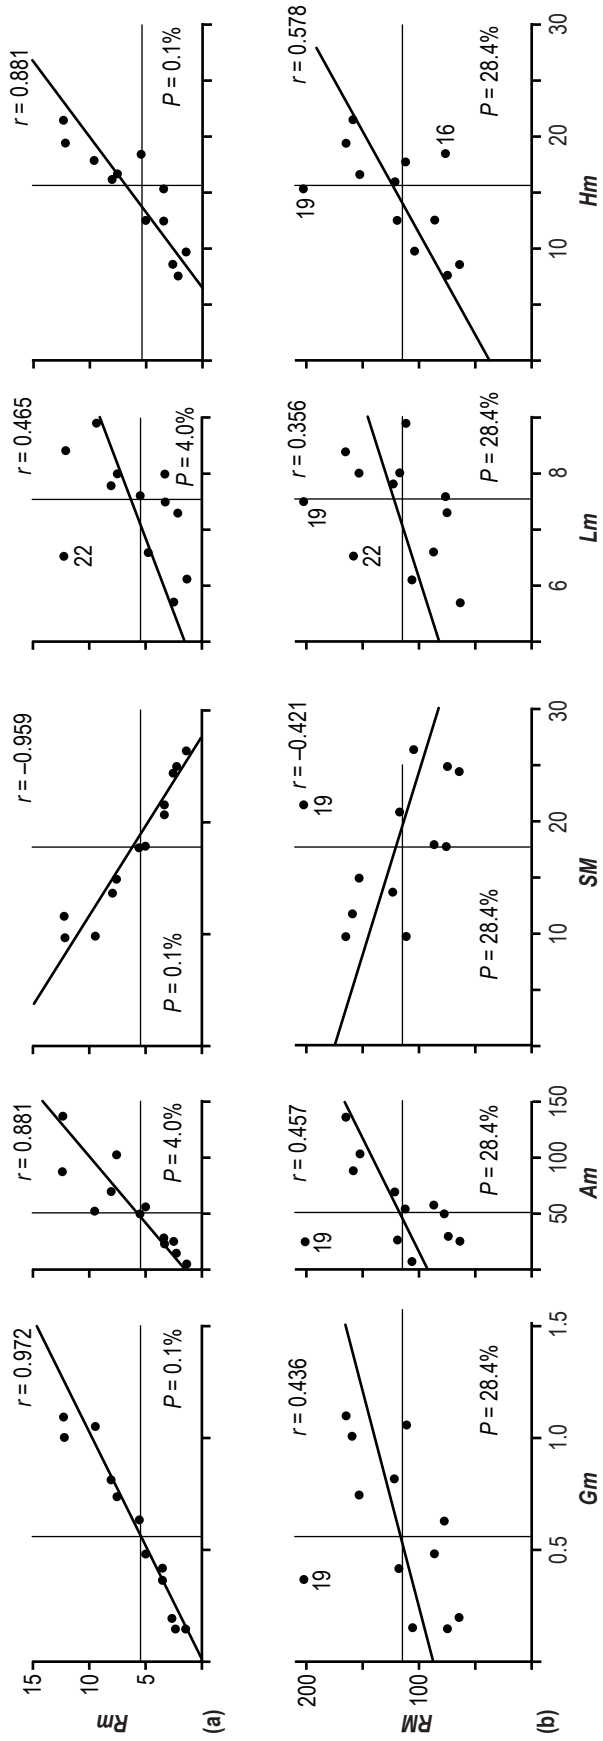 Rm
15
10
5
(a)
r = 0.972
P = 0.1%
r = 0.881
P = 4.0%
r = –0.959
P = 0.1%
r = 0.465
22
P = 4.0%
r = 0.881
P = 0.1%
RM
200
100
(b)
19
r = 0.436
P = 28.4%
0.5 1.0 1.5
Gm
19
r = 0.457
P = 28.4%
50 100 150
Am
19
r = –0.421
P = 28.4%
10 20 30
SM
19
r = 0.356
22
P = 28.4%
6 8
Lm
19
r = 0.578
16
P = 28.4%
10 20 30
Hm